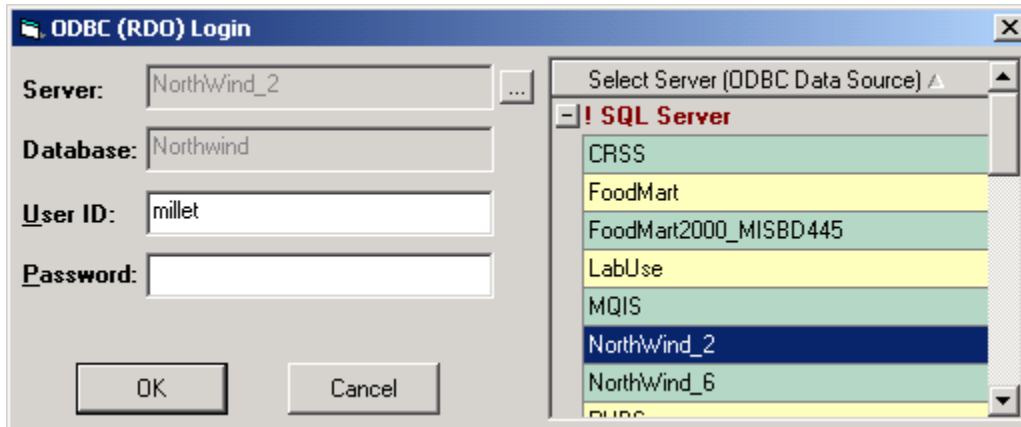 ODBC (RDO) Login
Server:
NorthWind_2
...
Database:
Northwind
User ID:
millet
Password:
OK
Cancel
Select Server (ODBC Data Source)
! SQL Server
CRSS
FoodMart
FoodMart2000_MISBD445
LabUse
MQIS
NorthWind_2
NorthWind_6